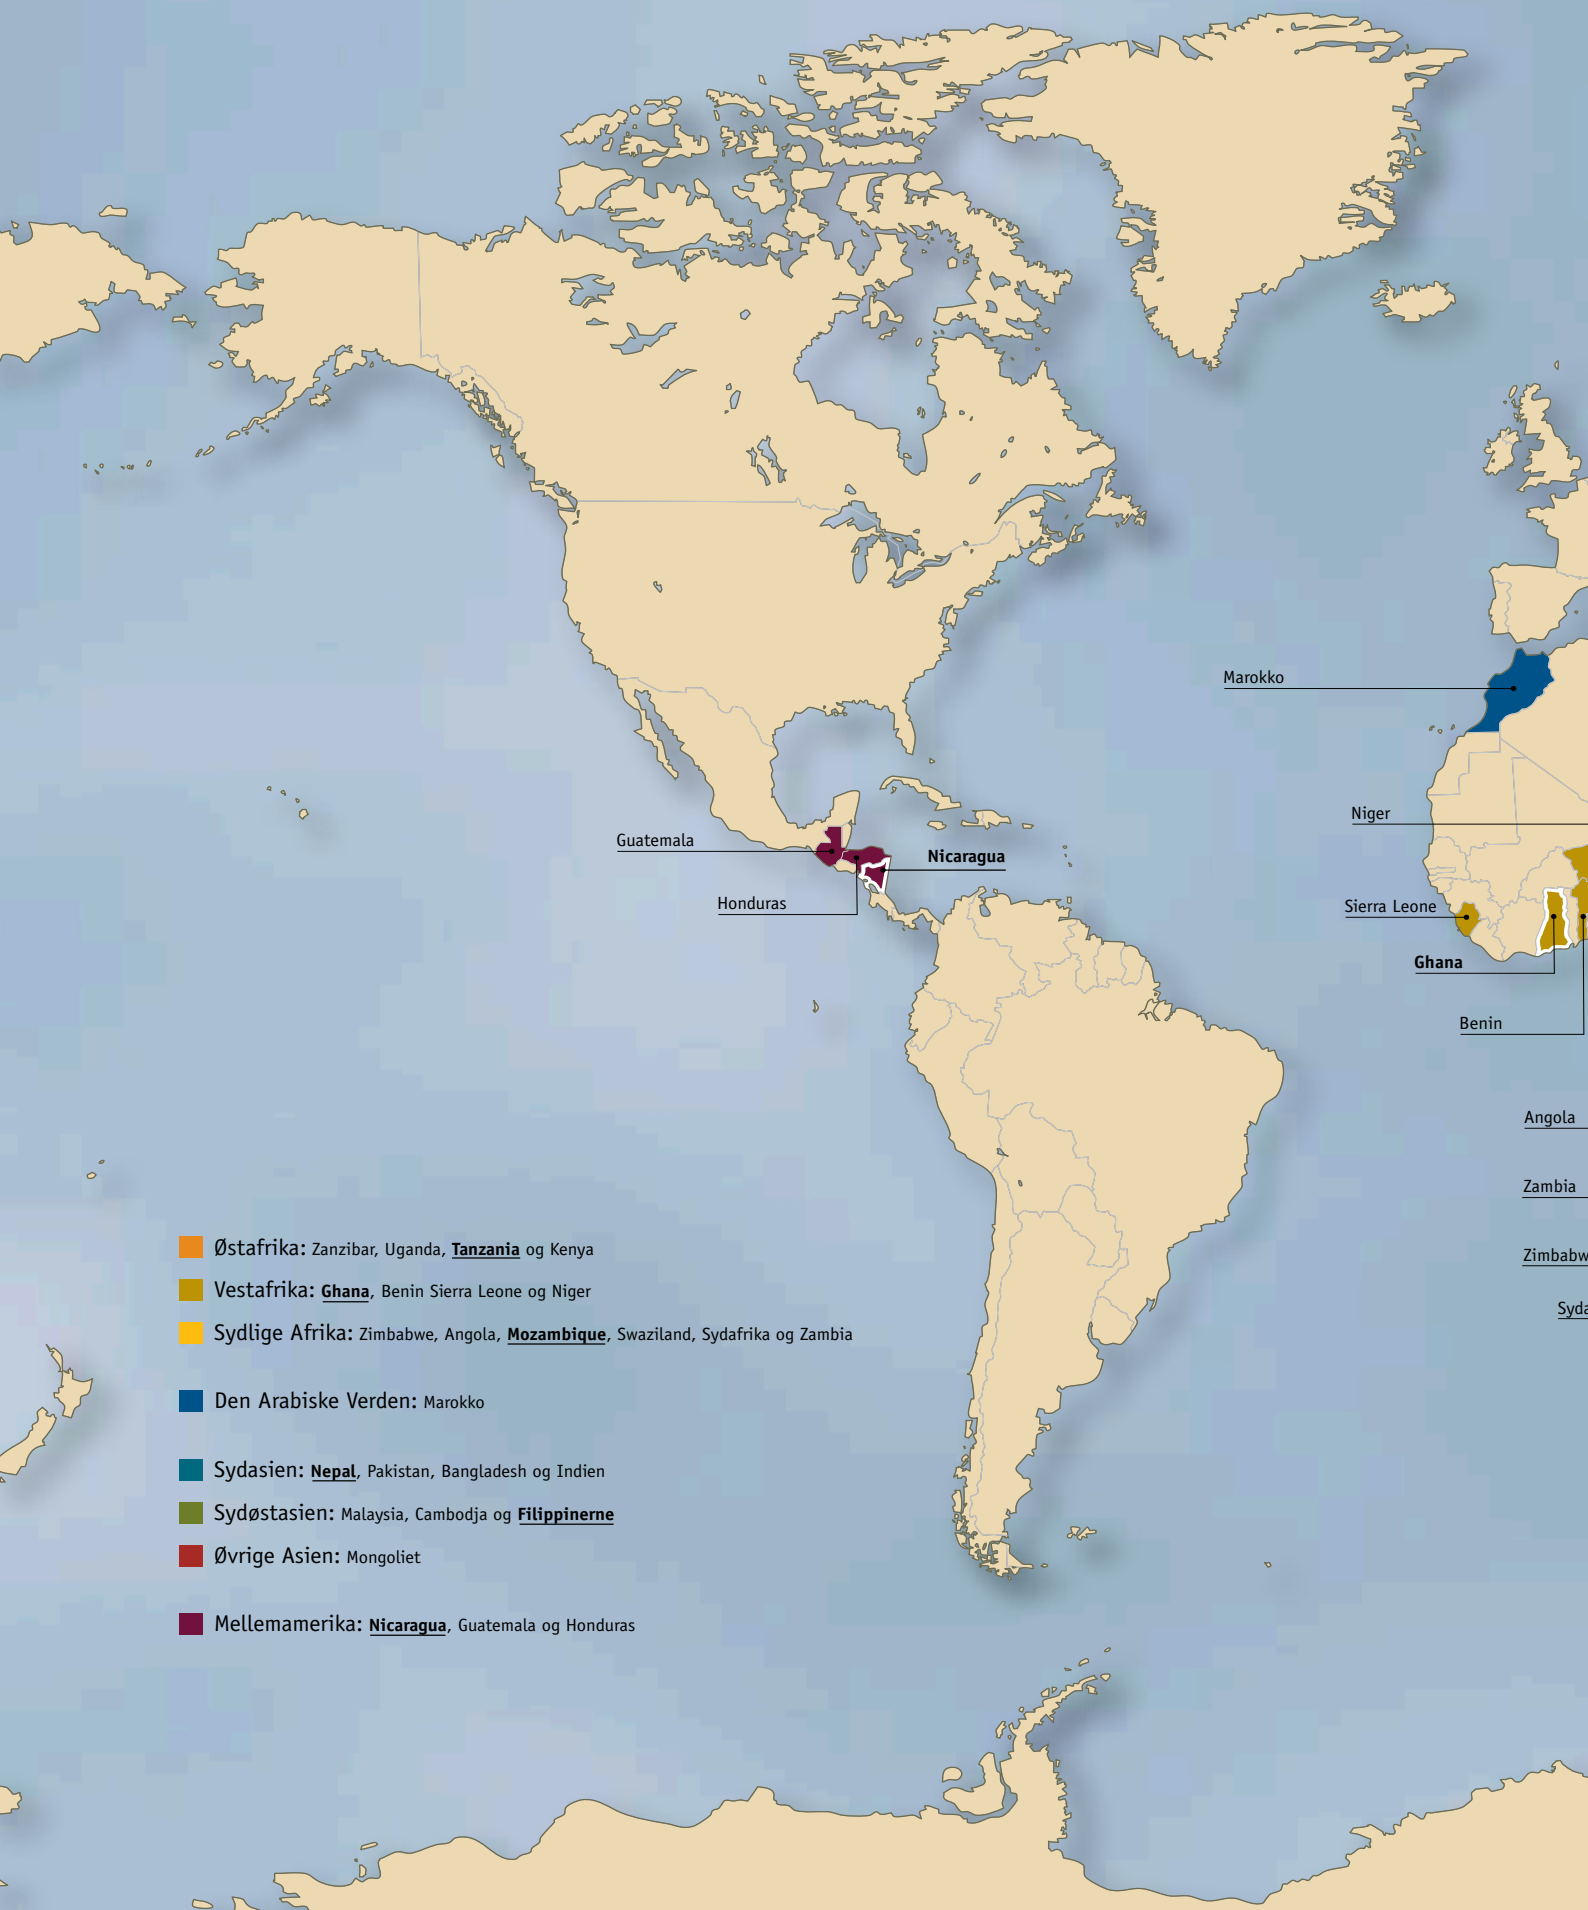 Marokko
Niger
Guatemala
Nicaragua
Honduras
Sierra Leone
Ghana
Benin
Angola
Zambia
Zimbabw
Syda
Østafrika: Zanzibar, Uganda, Tanzania og Kenya
Vestafrika: Ghana, Benin Sierra Leone og Niger
Sydlige Afrika: Zimbabwe, Angola, Mozambique, Swaziland, Sydafrika og Zambia
Den Arabiske Verden: Marokko
Sydasien: Nepal, Pakistan, Bangladesh og Indien
Sydøstasien: Malaysia, Cambodja og Filippinerne
Øvrige Asien: Mongoliet
Mellemamerika: Nicaragua, Guatemala og Honduras